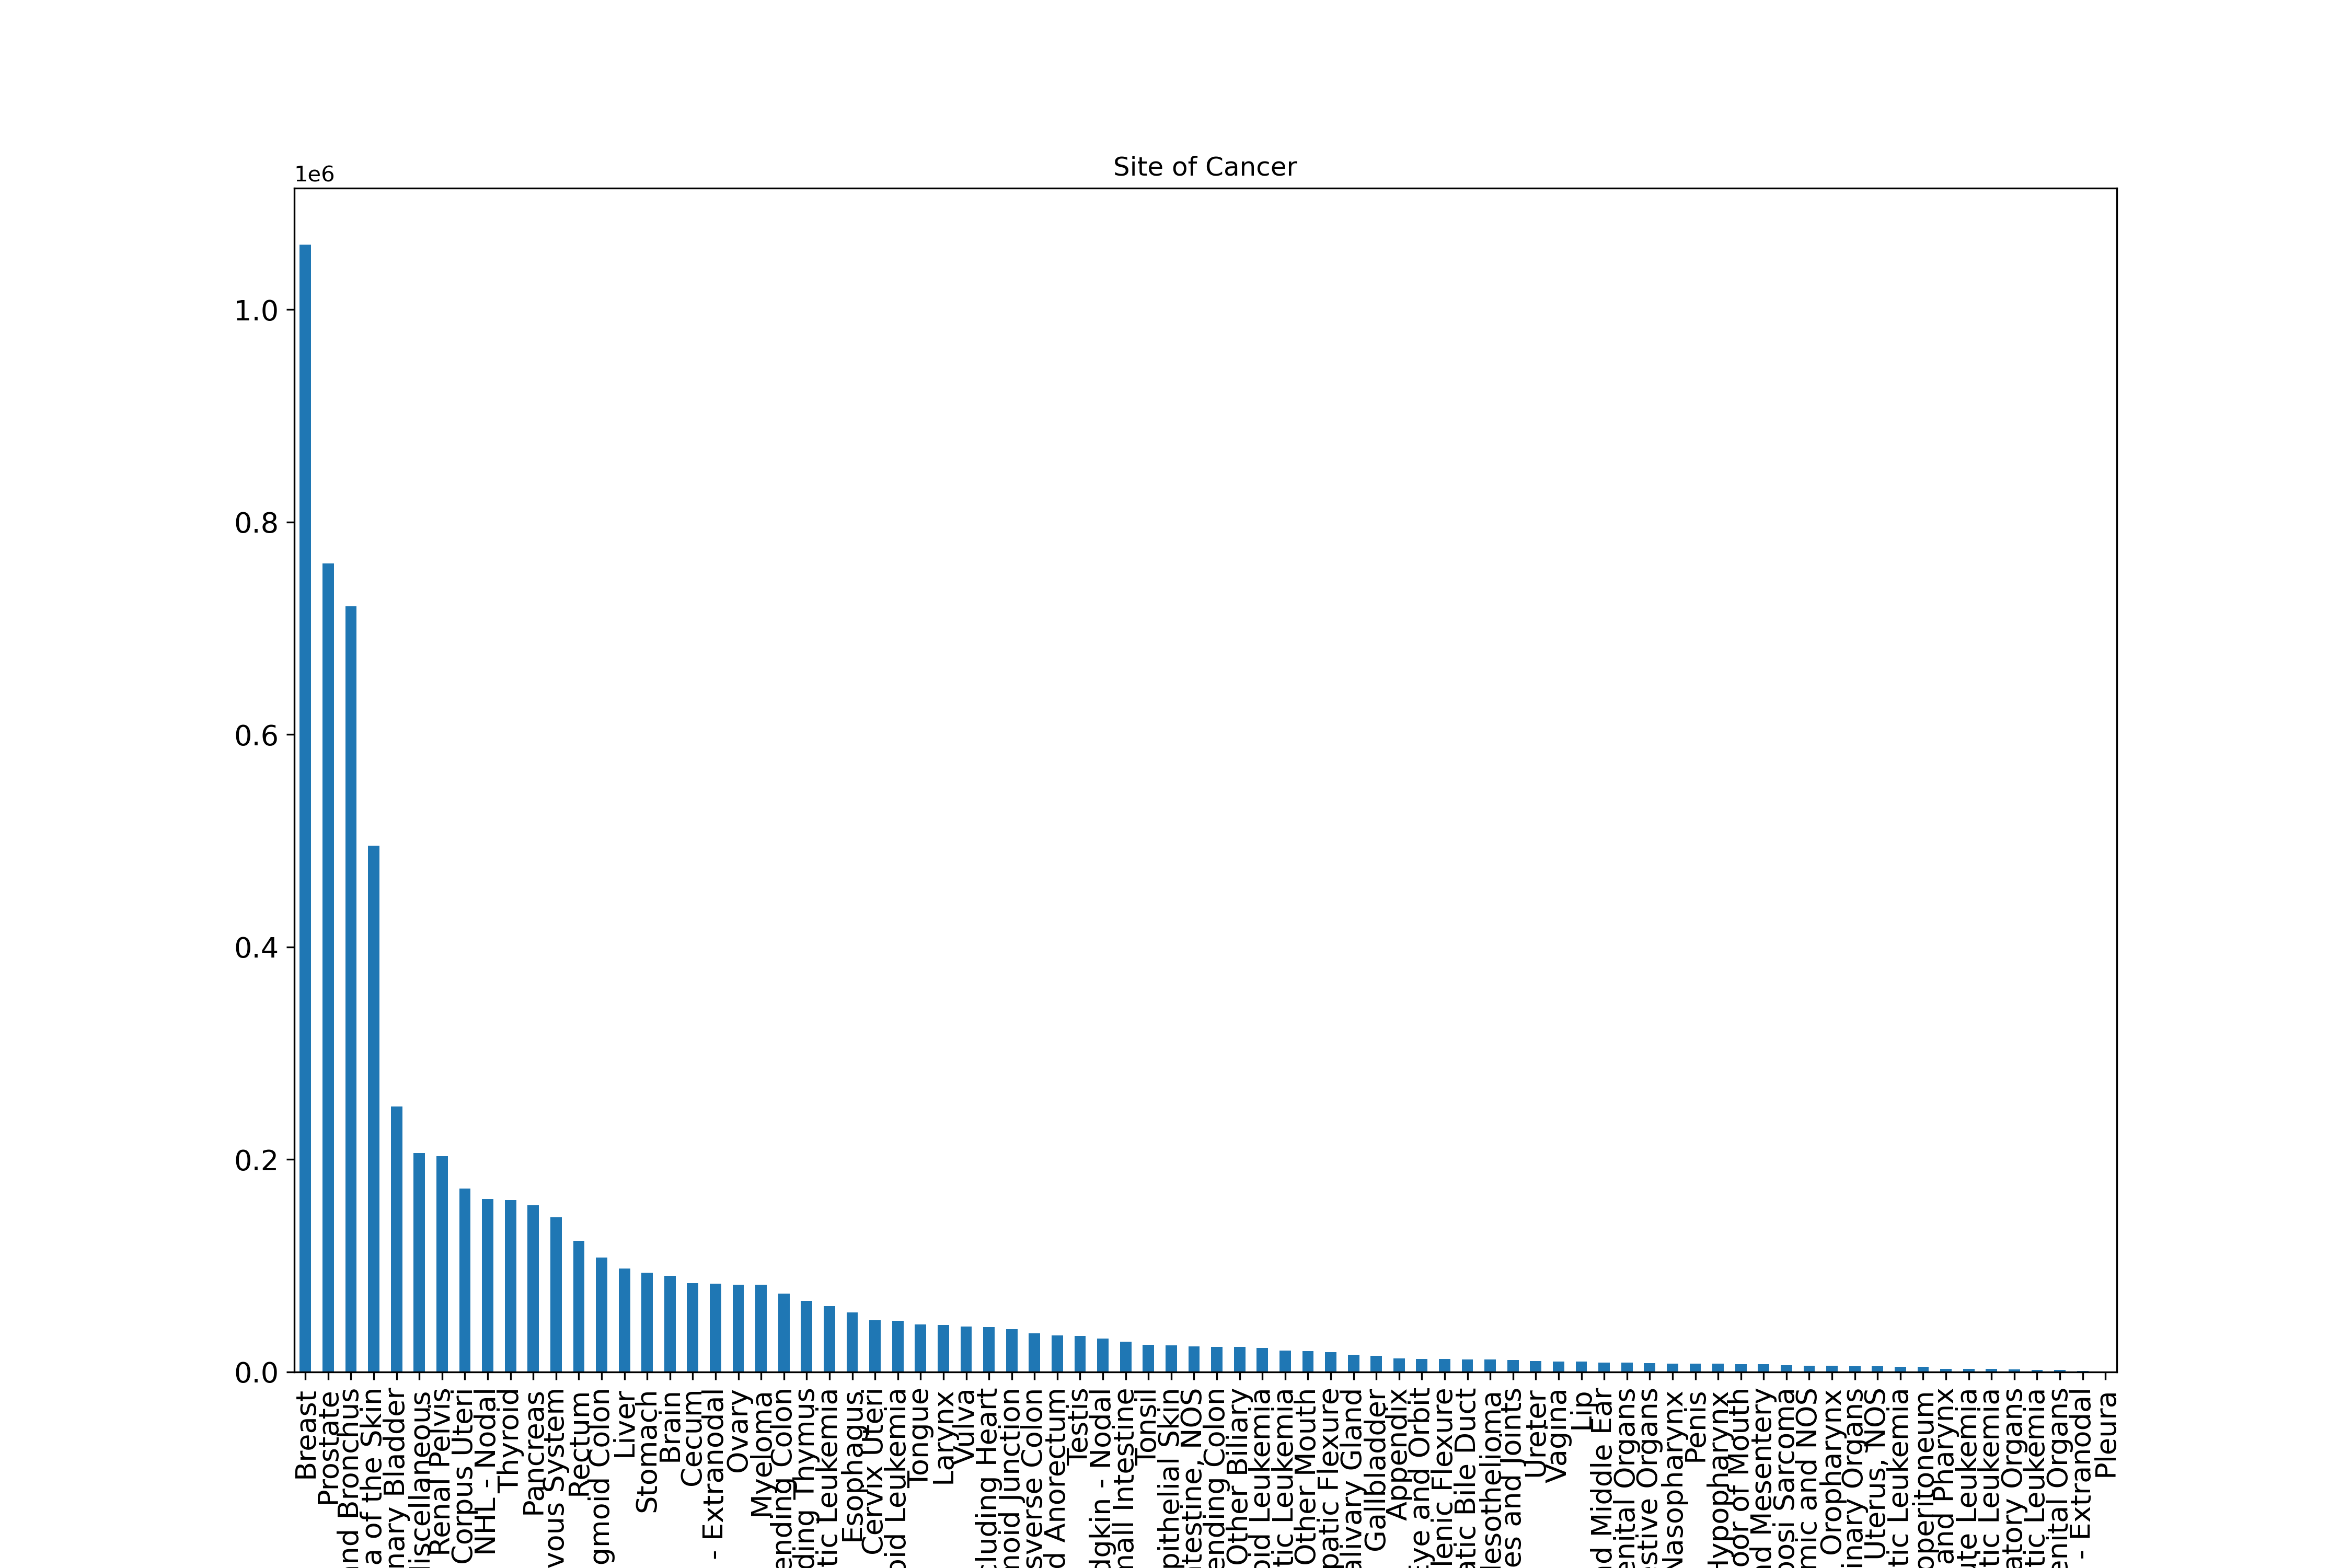 Site of Cancer
1e6
1.0
0.8
0.6
0.4
0.2
0.0
Breast
Prostate
and Bronchus
a of the Skin
nary Bladder
liscellaneous
Renal Pelvis
Corpus Uteri
NHL - Nodal
Thyroid
Pancreas
vous System
Rectum
gmoid Colon
Liver
Stomach
Brain
Cecum
- Extranodal
Ovary
Myeloma
ending Colon
ding Thymus
tic Leukemia
Esophagus
Cervix Uteri
oid Leukemia
Tongue
Larynx
Vulva
cluding Heart
noid junction
sverse Colon
d Anorectum
Testis
dgkin - Nodal
mall Intestine
Tonsil
pithelial Skin
testine, NOS
ending Colon
Other Biliary
oid Leukemia
tic Leukemia
Other Mouth
patic Flexure
alivary Gland
Gallbladder
Appendix
Eye and Orbit
lenic Flexure
atic Bile Duct
Mesothelioma
es and Joints
Ureter
Vagina
Lip
nd Middle Ear
enital Organs
estive Organs
Nasopharynx
Penis
Hypopharynx
oor of Mouth
nd Mesentery
posi Sarcoma
mic and NOS
Oropharynx
inary Organs
Uterus, NOS
tic Leukemia
operitoneum
and Pharynx
ute Leukemia
tic Leukemia
atory Organs
tic Leukemia
enital Organs
- Extranodal
Pleura